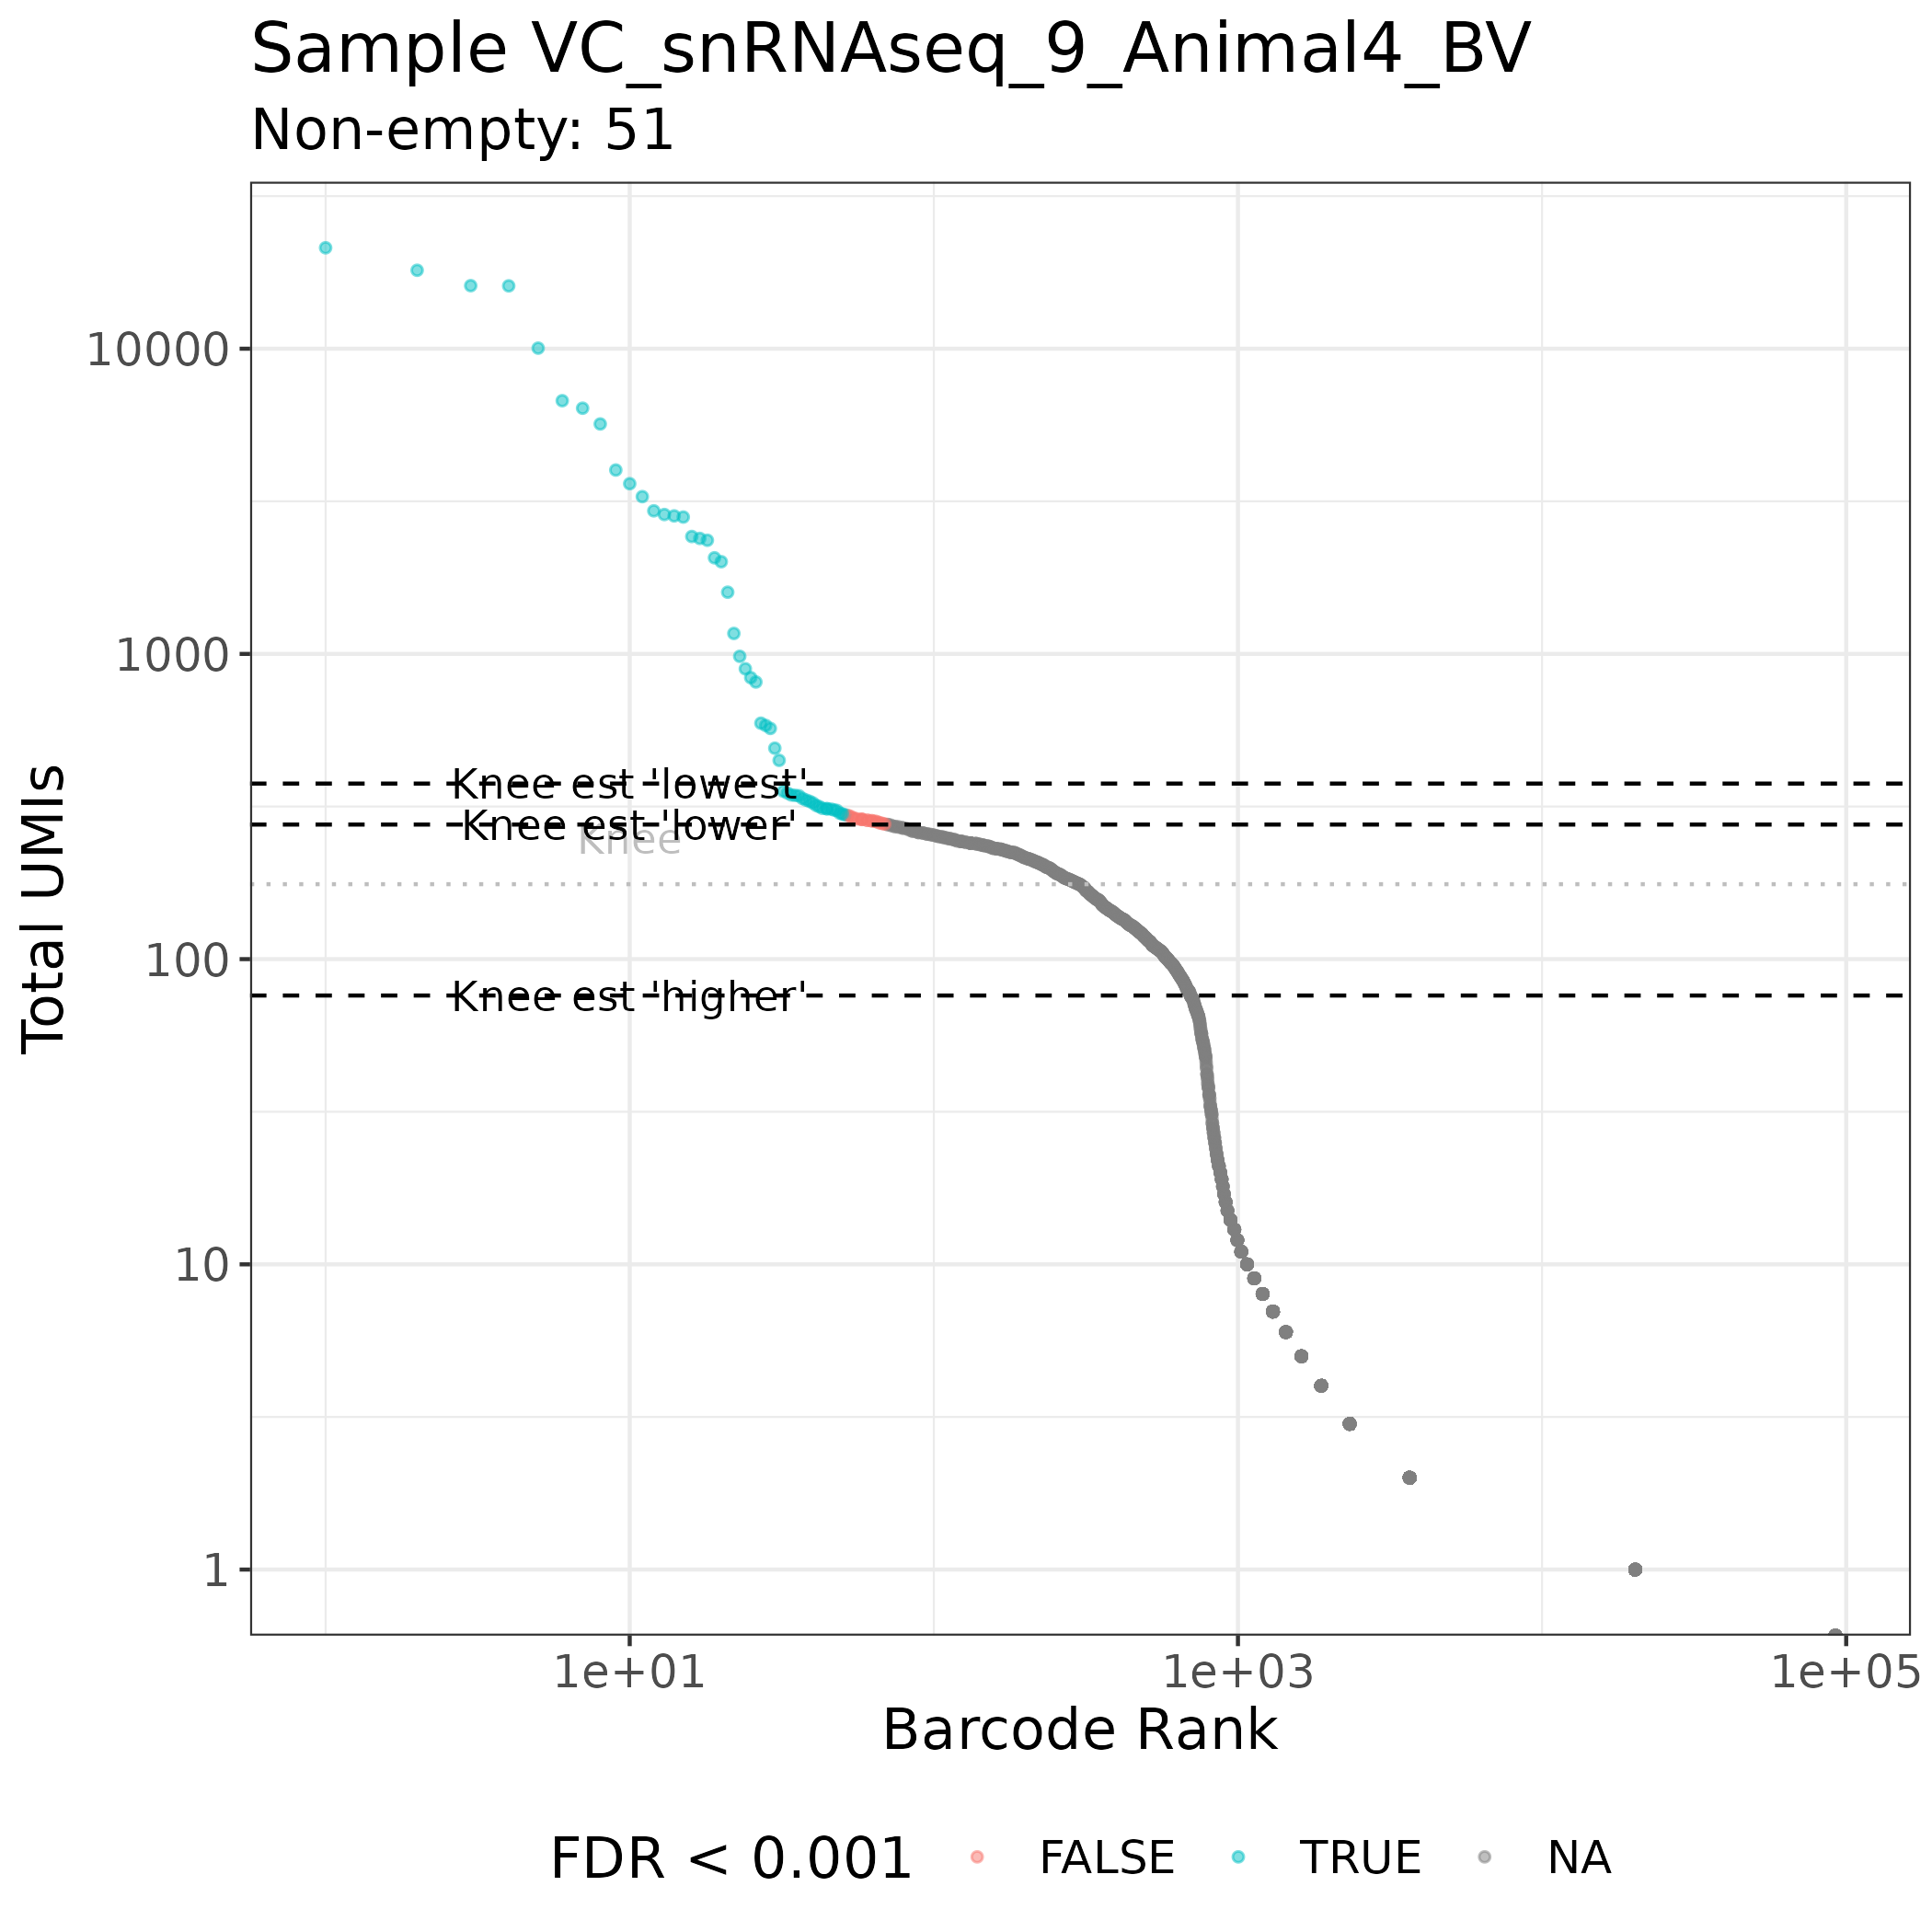 Sample VC_snRNAseq_9_Animal4_BV
Non-empty: 51
Total UMIs
10000
1000
Knee est 'lowest'
Knee est 'lower'
Knee
100
Knee est 'higher'
10
1
1e+01 1e+03 1e+05
Barcode Rank
FDR < 0.001 FALSE TRUE NA